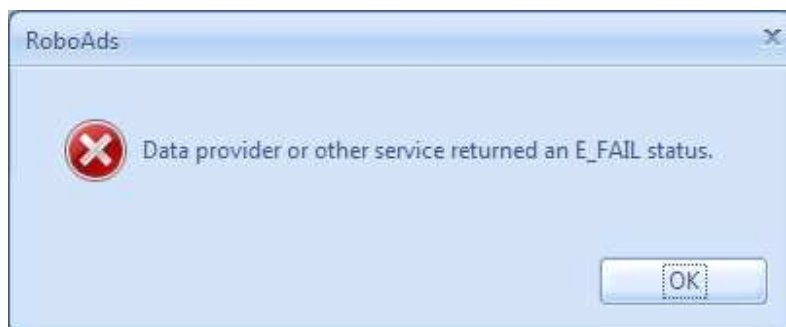 RoboAds
Data provider or other service returned an E_FAIL status.
OK